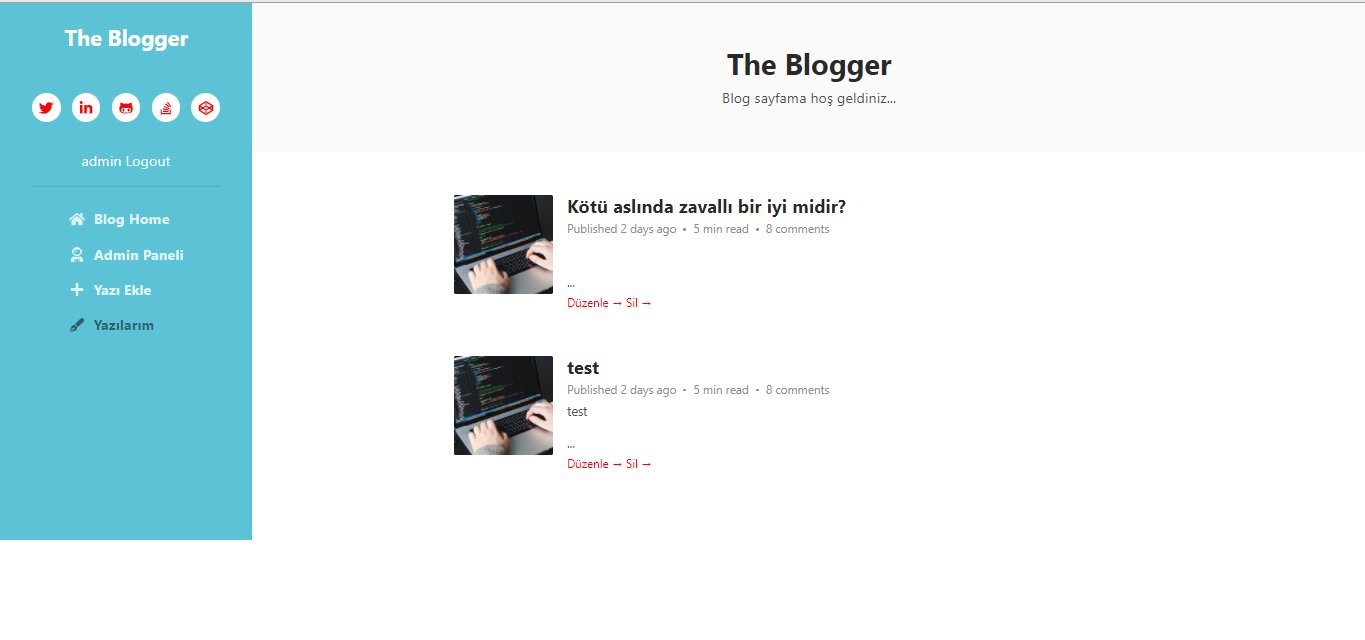 The Blogger
admin Logout
Blog Home
Admin Paneli
Yazı Ekle
Yazılarım
The Blogger
Blog sayfama hoş geldiniz...
Kötü aslında zavallı bir iyi midir?
Published 2 days ago • 5 min read • 8 comments
...
Düzenle → Sil →
test
Published 2 days ago • 5 min read • 8 comments
test
...
Düzenle → Sil →